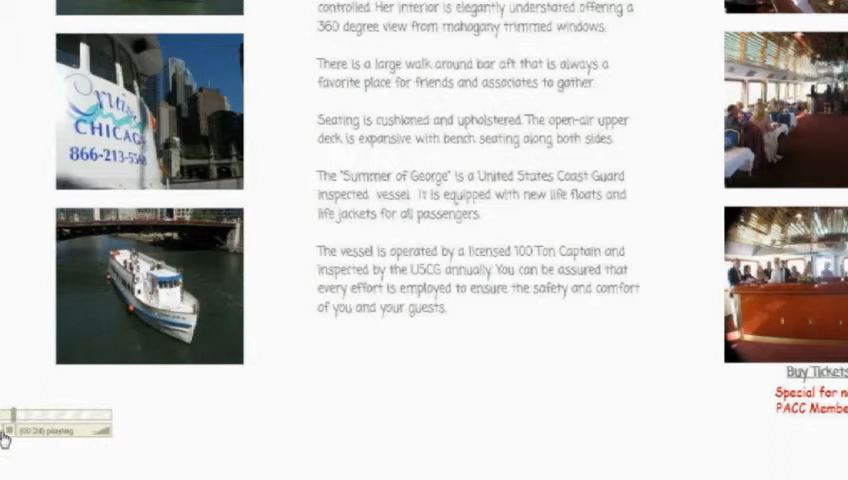 controlled. Her interior is elegantly understated offering a
360 degree view from mahogany trimmed windows.
There is a large walk around bar aft that is always a
favorite place for friends and associates to gather.
Seating is cushioned and upholstered. The open-air upper
deck is expansive with bench seating along both sides.
The "Summer of George" is a United States Coast Guard
inspected vessel. It is equipped with new life floats and
life jackets for all passengers.
The vessel is operated by a licensed 100 Ton Captain and
inspected by the USCG annually. You can be assured that
every effort is employed to ensure the safety and comfort
of you and your guests.
Cruise
CHICAG
866-213-55
Buy Tickets
Special for n
PACC Membe
(00:24) playing